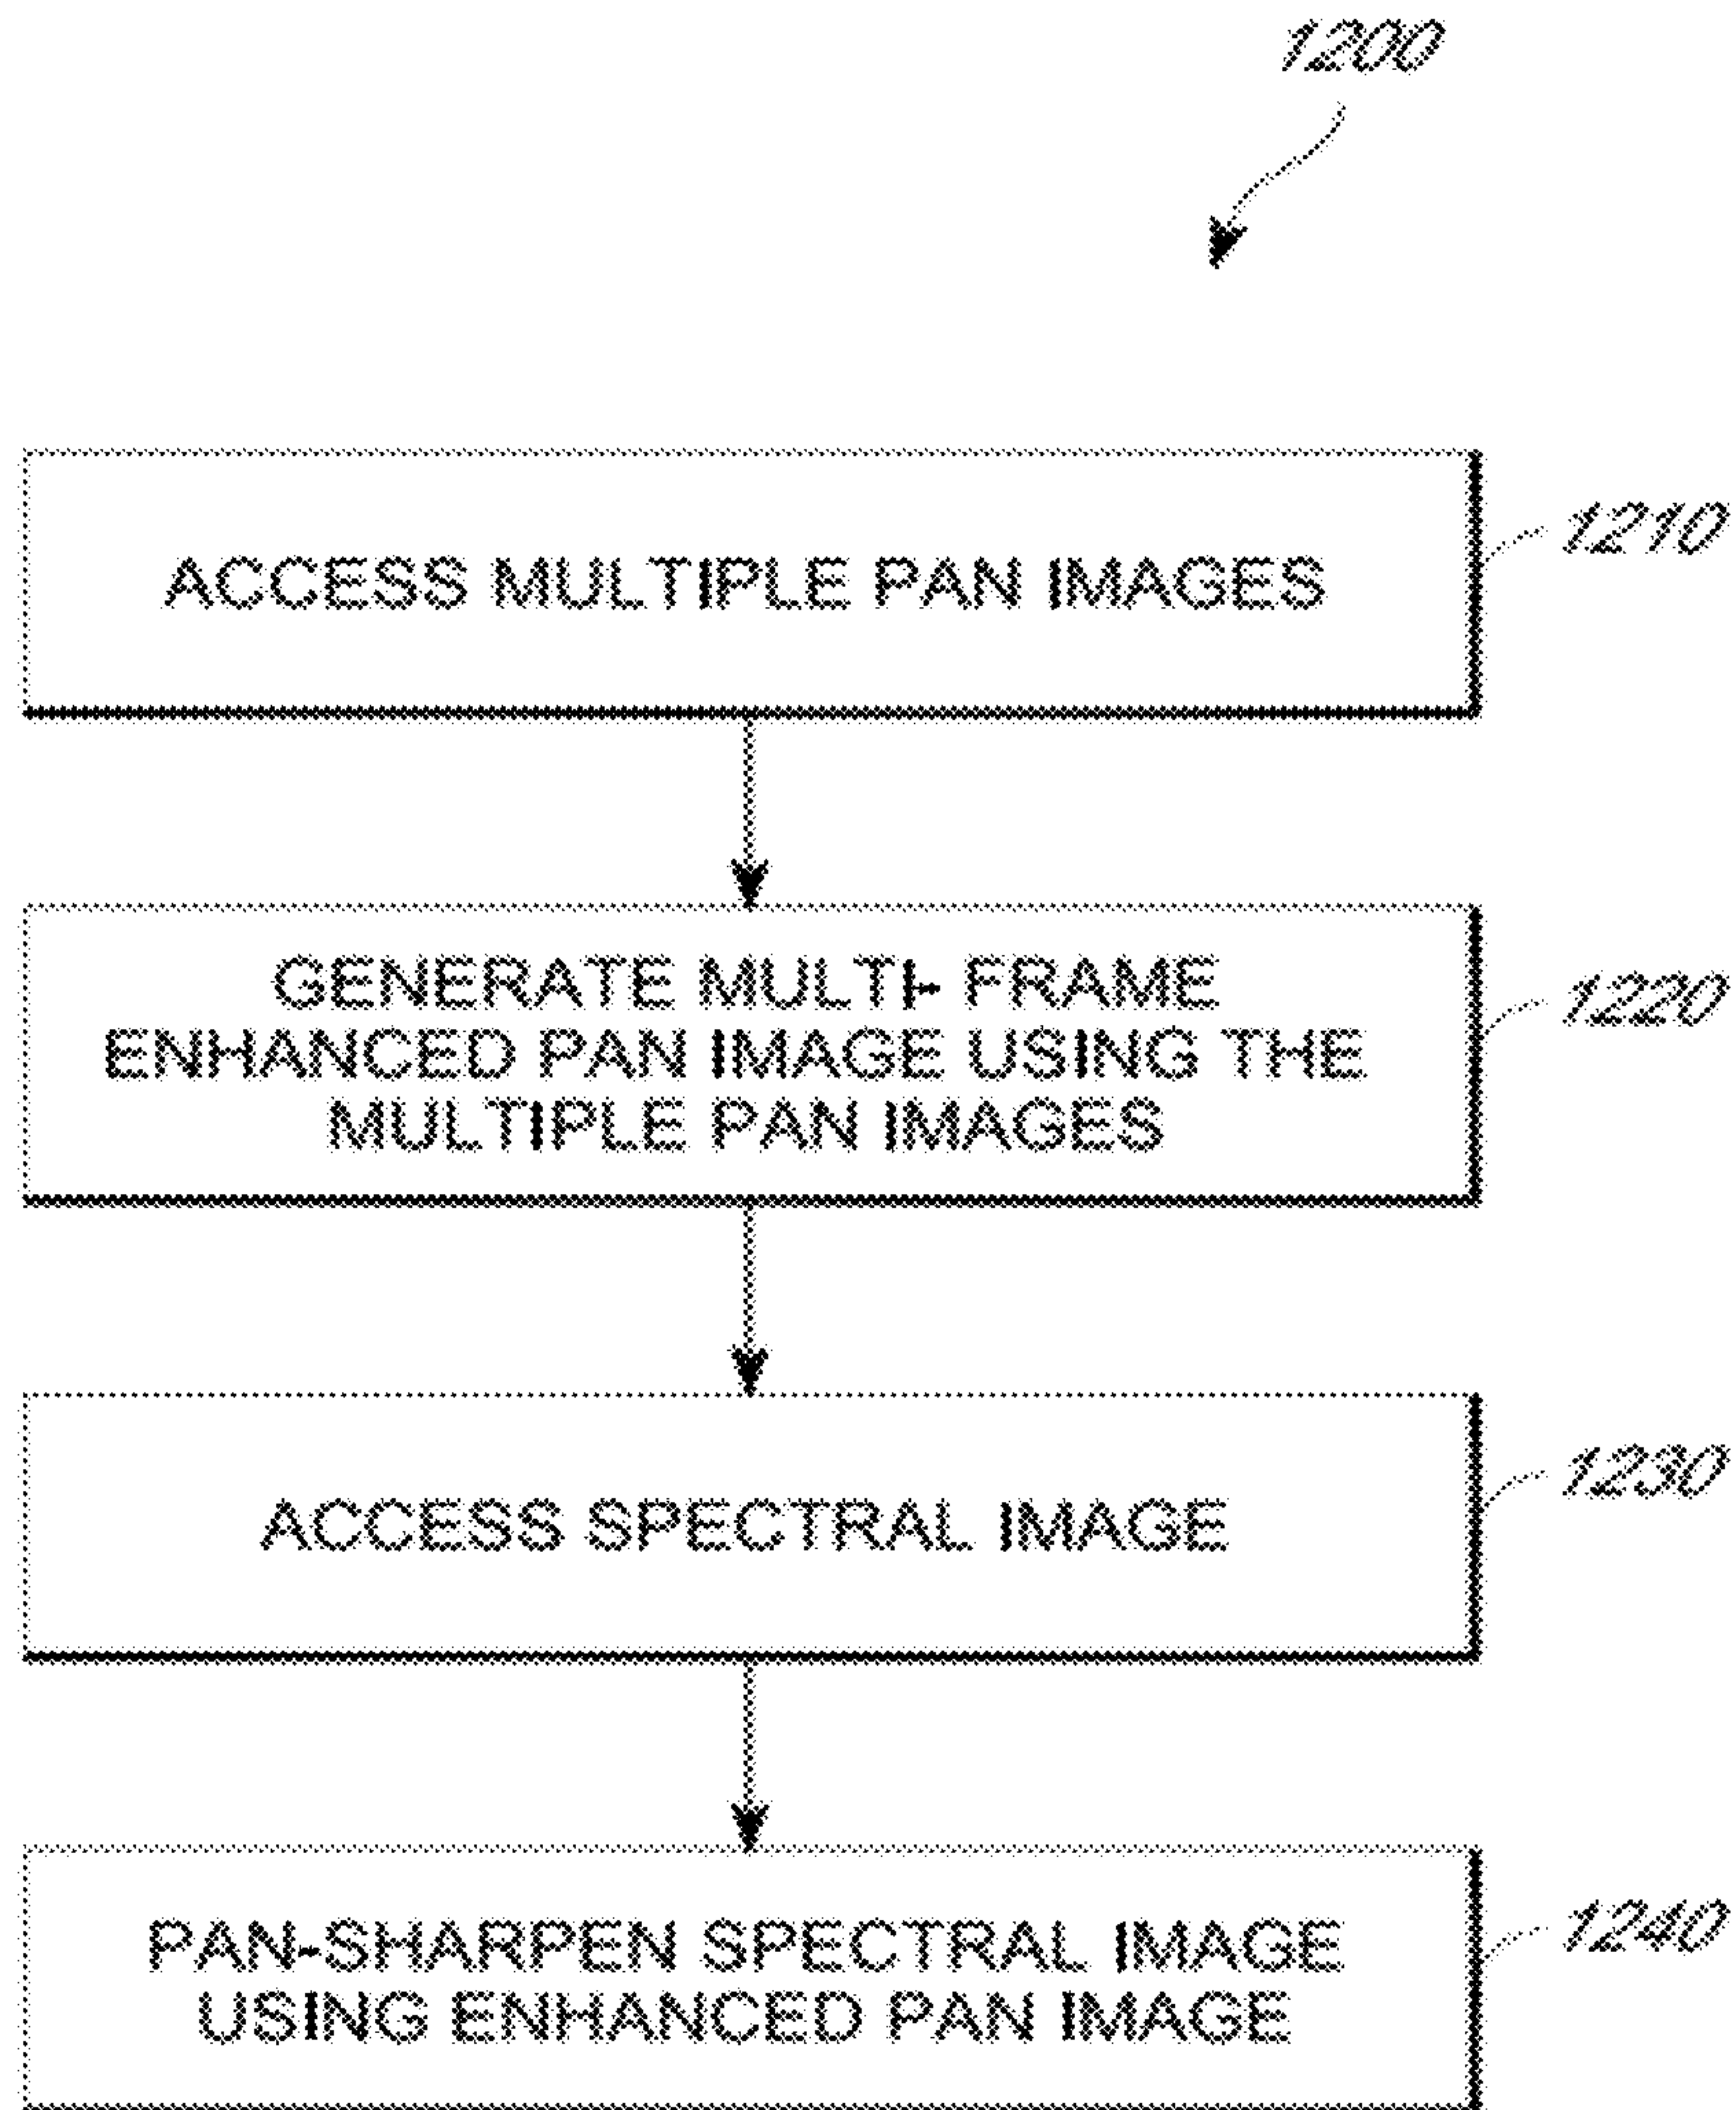 1200
ACCESS MULTIPLE PAN IMAGES
1210
GENERATE MULTI- FRAME
ENHANCED PAN IMAGE USING THE
MULTIPLE PAN IMAGES
1220
ACCESS SPECTRAL IMAGE
1230
PAN-SHARPEN SPECTRAL IMAGE
USING ENHANCED PAN IMAGE
1240